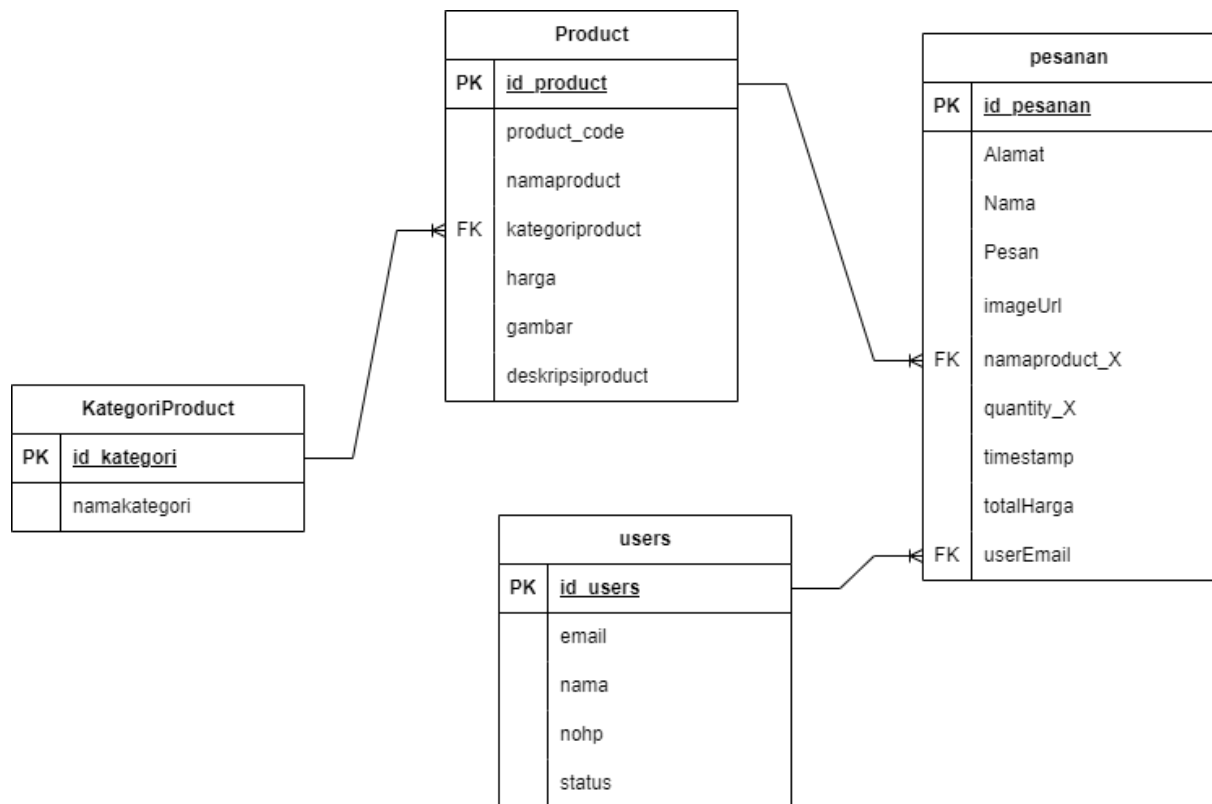 Product
PK id_product
product_code
namaproduct
FK kategoriproduct
harga
gambar
deskripsiproduct
pesanan
PK id_pesanan
Alamat
Nama
Pesan
imageUrl
FK namaproduct_X
quantity_X
timestamp
totalHarga
FK userEmail
KategoriProduct
PK id_kategori
namakategori
users
PK id_users
email
nama
nohp
status